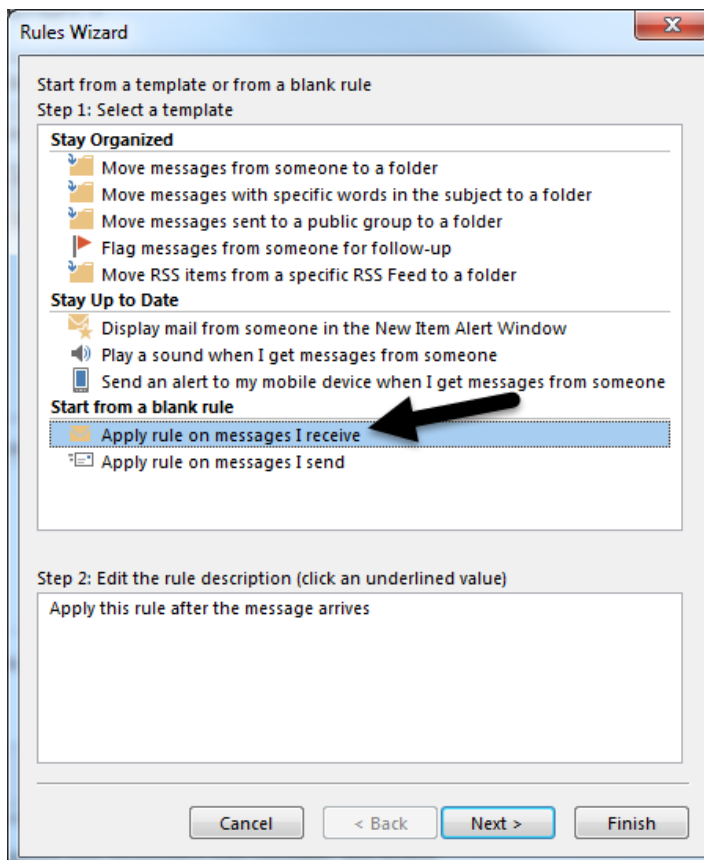 Rules Wizard
Start from a template or from a blank rule
Step 1: Select a template
Stay Organized
Move messages from someone to a folder
Move messages with specific words in the subject to a folder
Move messages sent to a public group to a folder
Flag messages from someone for follow-up
Move RSS items from a specific RSS Feed to a folder
Stay Up to Date
Display mail from someone in the New Item Alert Window
Play a sound when I get messages from someone
Send an alert to my mobile device when I get messages from someone
Start from a blank rule
Apply rule on messages I receive
Apply rule on messages I send
Step 2: Edit the rule description (click an underlined value)
Apply this rule after the message arrives
Cancel < Back Next > Finish